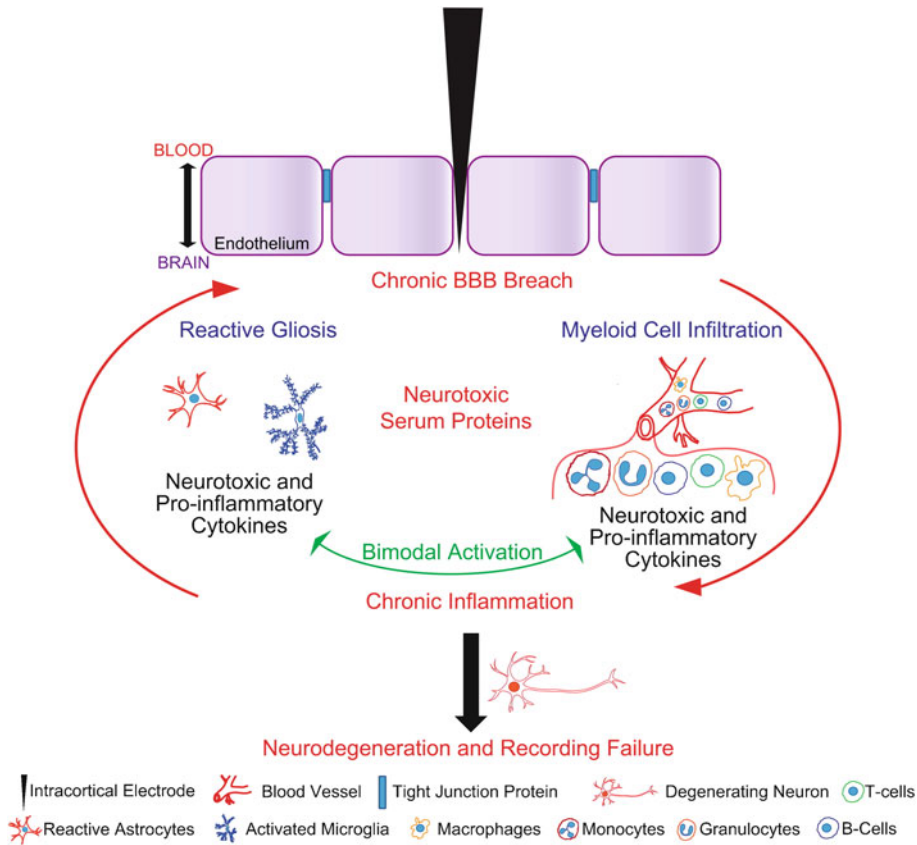 BLOOD
Endothelium
BRAIN
Chronic BBB Breach
Reactive Gliosis
Myeloid Cell Infiltration
Neurotoxic
Serum Proteins
Neurotoxic and
Pro-inflammatory
Cytokines
Neurotoxic and
Pro-inflammatory
Cytokines
Bimodal Activation
Chronic Inflammation
Neurodegeneration and Recording Failure
Intracortical Electrode
Blood Vessel
Tight Junction Protein
Degenerating Neuron
T-cells
Reactive Astrocytes
Activated Microglia
Macrophages
Monocytes
Granulocytes
B-Cells